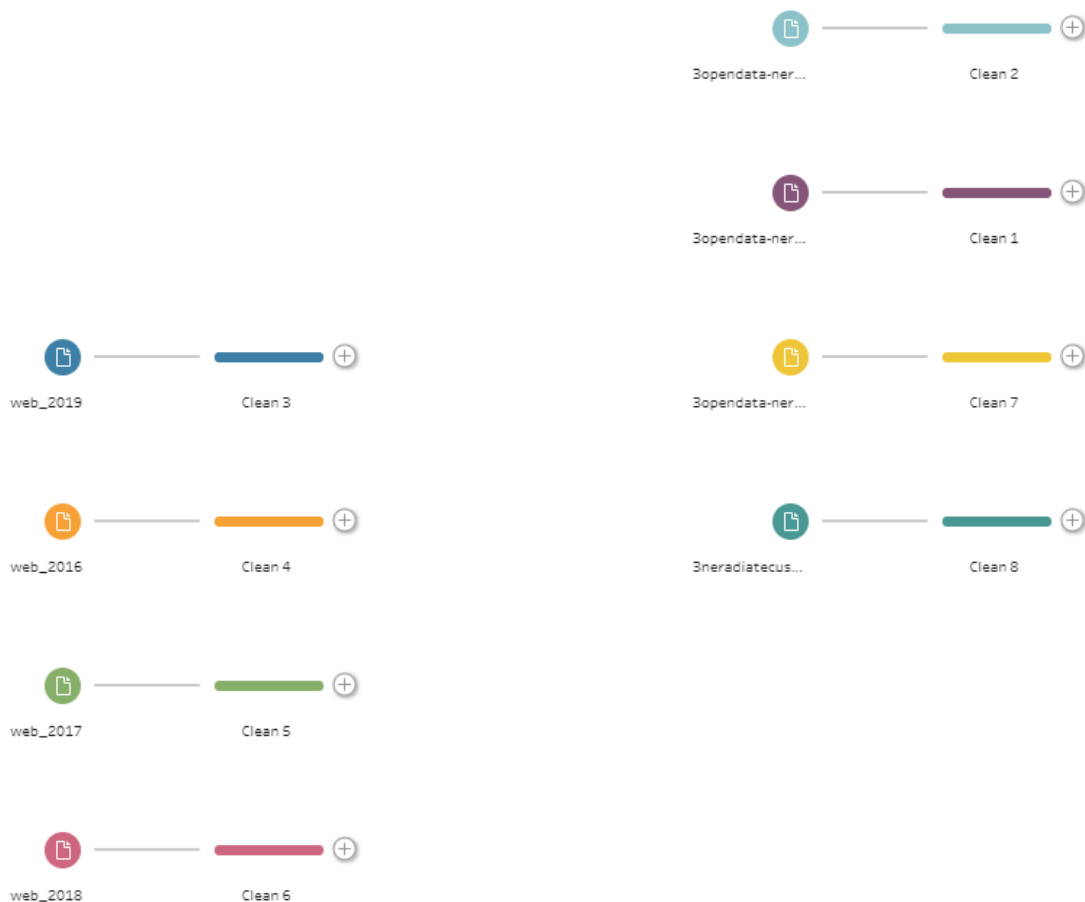 3opendata-ner... Clean 2
3opendata-ner... Clean 1
web_2019 Clean 3 3opendata-ner... Clean 7
web_2016 Clean 4 3neradiatecus... Clean 8
web_2017 Clean 5
web_2018 Clean 6